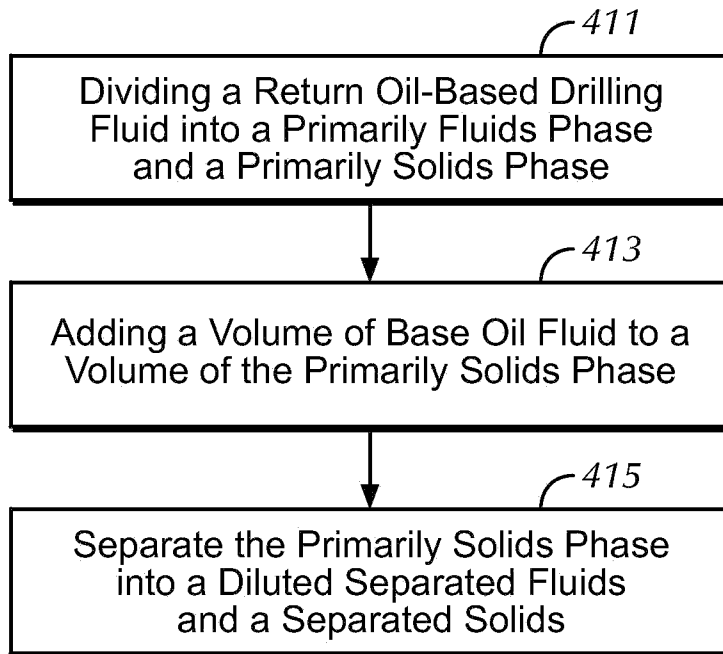 411
Dividing a Return Oil-Based Drilling
Fluid into a Primarily Fluids Phase
and a Primarily Solids Phase
413
Adding a Volume of Base Oil Fluid to a
Volume of the Primarily Solids Phase
415
Separate the Primarily Solids Phase
into a Diluted Separated Fluids
and a Separated Solids